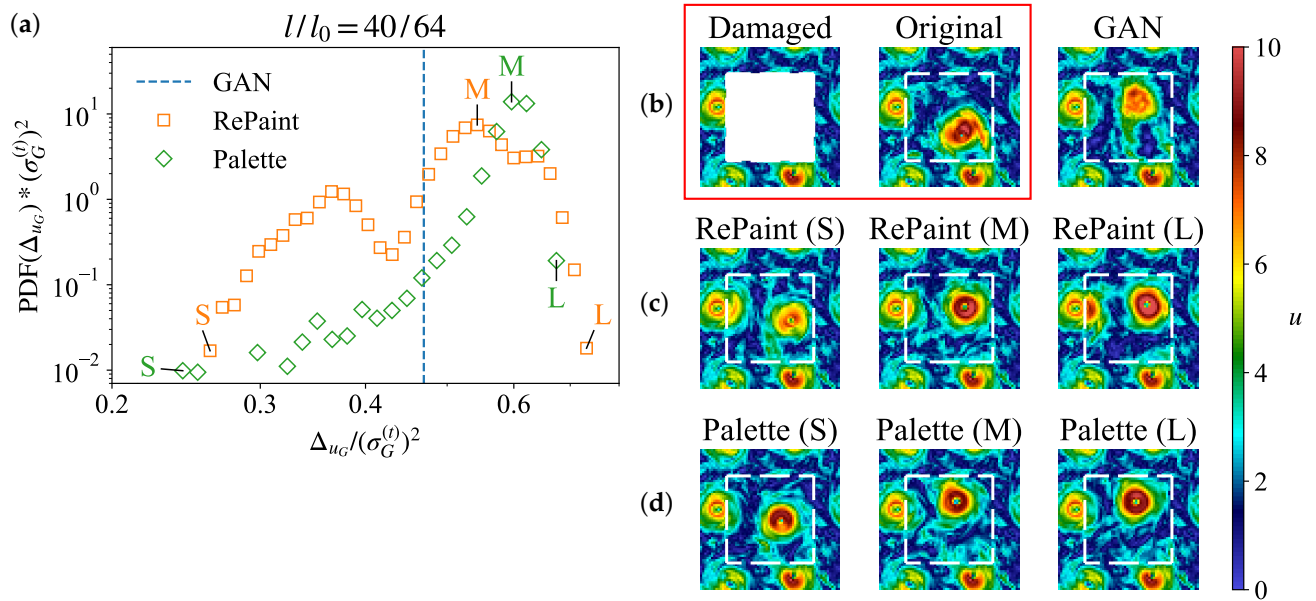 (a)
l/l₀ = 40/64
PDF(Δ_{u_G}) * (σ_G^{(t)})²
10¹
10⁰
10⁻¹
10⁻²
GAN
RePaint
Palette
M
M
S
S
L
L
0.2
0.3
0.4
0.6
Δ_{u_G}/(σ_G^{(t)})²
(b)
Damaged
Original
GAN
(c)
RePaint (S)
RePaint (M)
RePaint (L)
(d)
Palette (S)
Palette (M)
Palette (L)
10
8
6
4
2
0
u